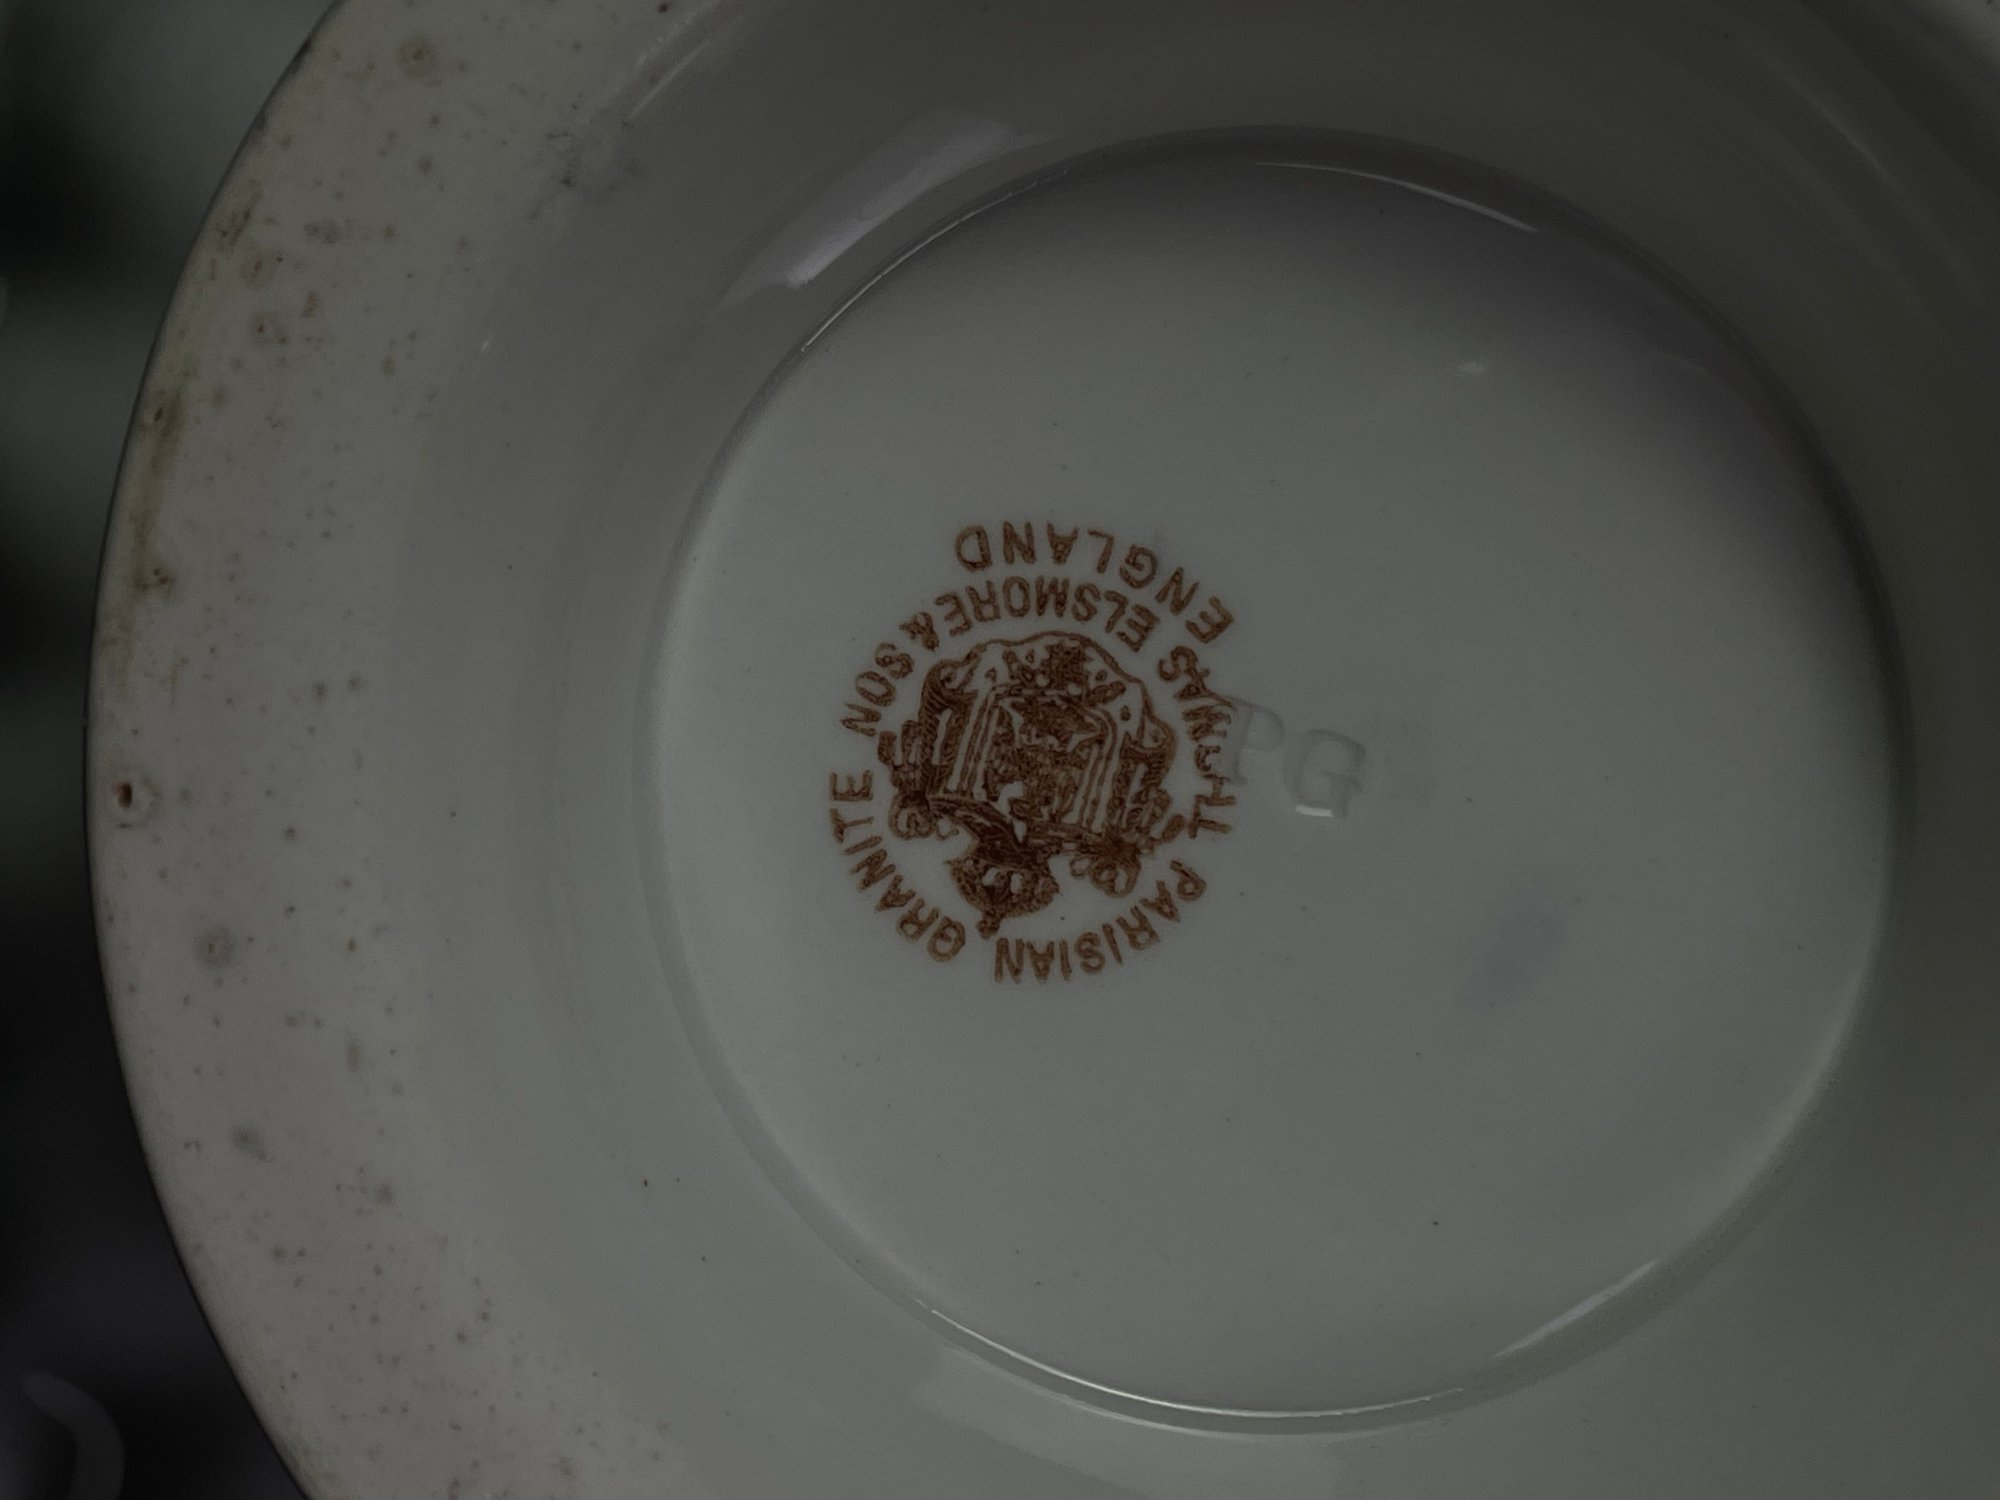 PARISIAN GRANITE
THOMAS ELSMORE & SON
ENGLAND
PG